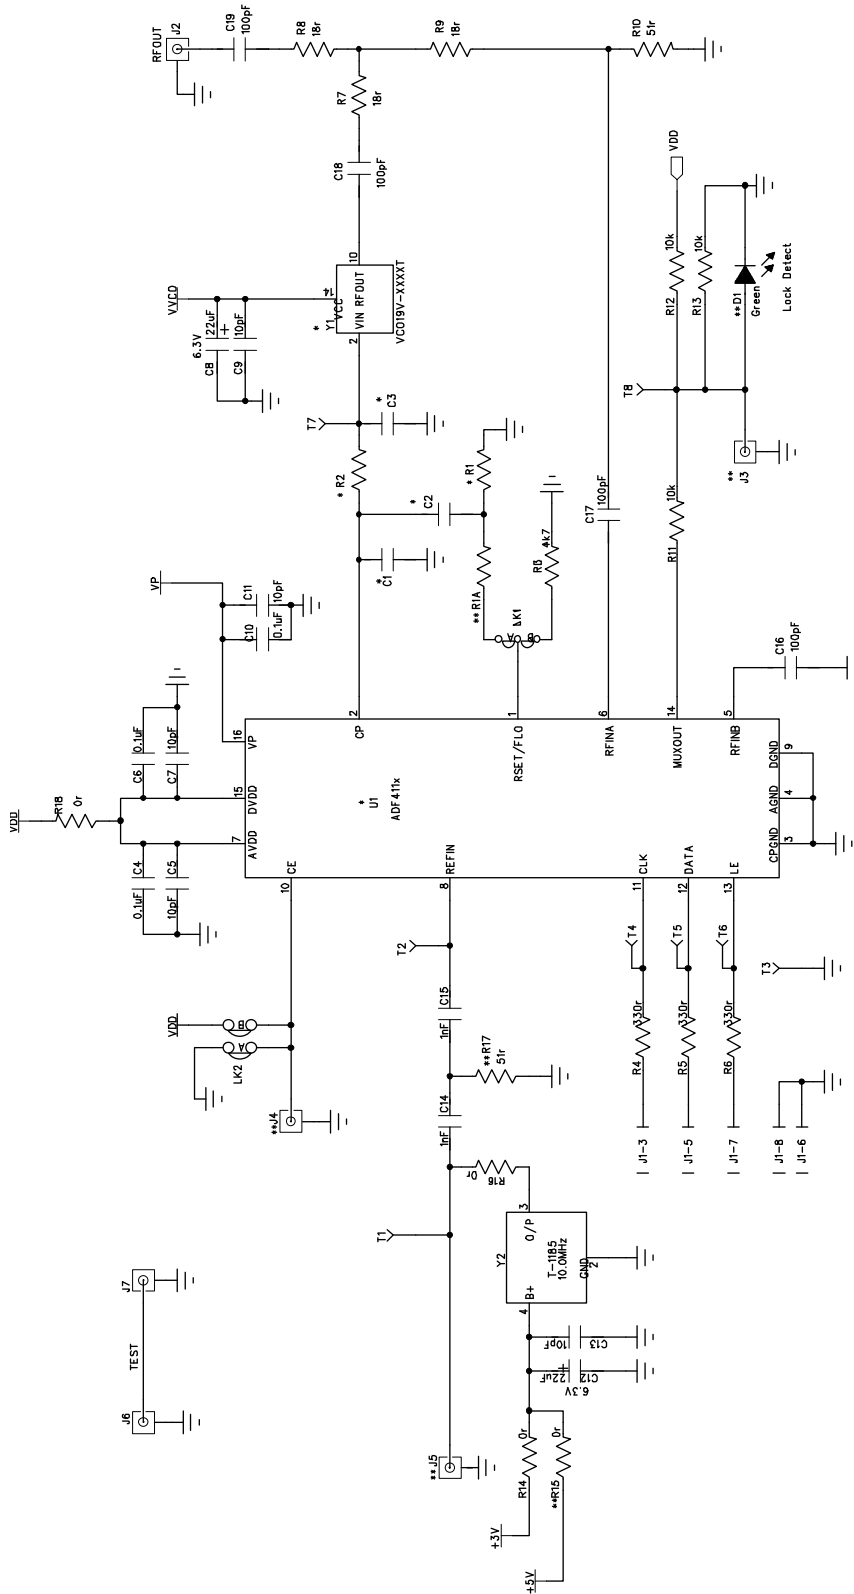 RFOUT
J2
C19
100pF
R8
18r
R9
18r
R10
51r
R7
18r
C18
100pF
VVCO
C8
22uF
6.3V
+
C9
10pF
14
VCC
Y1
*
VIN RFOUT
10
2
VCO19V-XXXXT
T7
* R2
*
C3
*
C2
* R1
*
C1
** R1A
LK1
A
B
R3
4k7
C17
100pF
VDD
R12
10k
R13
10k
**D1
Green
Lock Detect
T8
**
J3
R11
10k
C16
100pF
VP
C11
10pF
C10
0.1uF
VDD
R18
0r
C6
0.1uF
C7
10pF
C4
0.1uF
C5
10pF
16
VP
15
DVDD
7
AVDD
2
CP
1
RSET/FLO
6
RFINA
14
MUXOUT
5
RFINB
*
U1
ADF411x
DGND
9
AGND
4
CPGND
3
10
CE
8
REFIN
11
CLK
12
DATA
13
LE
VDD
B
A
LK2
**J4
T2
C15
1nF
**R17
51r
C14
1nF
T4
T5
T6
T3
R4
330r
R5
330r
R6
330r
J1-3
J1-5
J1-7
J1-8
J1-6
T1
R16
0r
3
O/P
Y2
T-1185
10.0MHz
GND
2
B+
4
C13
10pF
C12
22uF
+
6.3V
R14
0r
**R15
0r
+3V
+5V
**J5
J7
TEST
J6